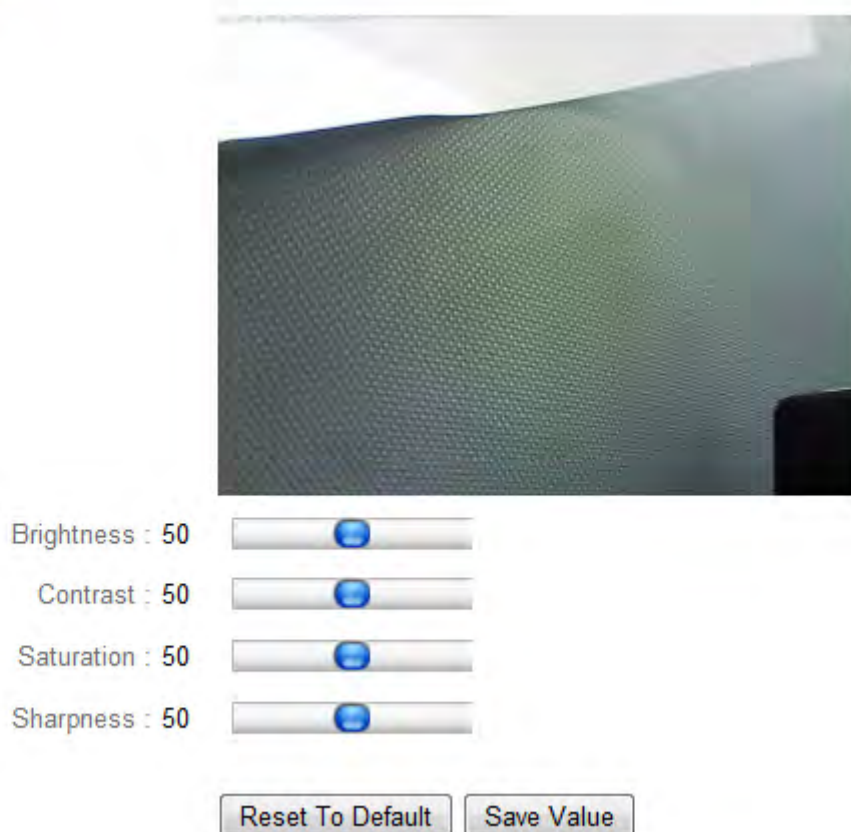 Brightness : 50
Contrast : 50
Saturation : 50
Sharpness : 50
Reset To Default Save Value